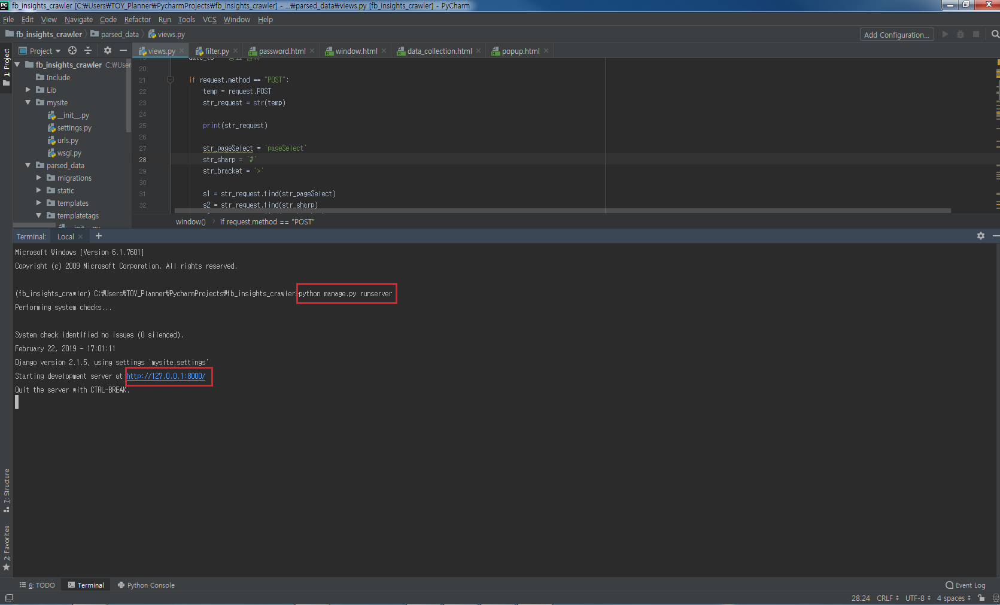 PC fb_insights_crawler [C:₩Users₩TOY_Planner₩PycharmProjects₩fb_insights_crawler] - ...₩parsed_data₩views.py [fb_insights_crawler] - PyCharm
File Edit View Navigate Code Refactor Run Tools VCS Window Help
fb_insights_crawler parsed_data views.py Add Configuration...
1: Project
Project views.py filter.py password.html window.html data_collection.html popup.html
fb_insights_crawler C:₩User
Include
Lib
mysite
__init__.py
settings.py
urls.py
wsgi.py
parsed_data
migrations
static
templates
templatetags
20
21 if request.method == "POST":
22 temp = request.POST
23 str_request = str(temp)
24
25 print(str_request)
26
27 str_pageSelect = 'pageSelect'
28 str_sharp = '#'
29 str_bracket = '>'
30
31 s1 = str_request.find(str_pageSelect)
32 s2 = str_request.find(str_sharp)
window() if request.method == "POST"
Terminal: Local +
Microsoft Windows [Version 6.1.7601]
Copyright (c) 2009 Microsoft Corporation. All rights reserved.
(fb_insights_crawler) C:₩Users₩TOY_Planner₩PycharmProjects₩fb_insights_crawler>python manage.py runserver
Performing system checks...
System check identified no issues (0 silenced).
February 22, 2019 - 17:01:11
Django version 2.1.5, using settings 'mysite.settings'
Starting development server at http://127.0.0.1:8000/
Quit the server with CTRL-BREAK.
7: Structure
2: Favorites
6: TODO Terminal Python Console Event Log
28:24 CRLF UTF-8 4 spaces